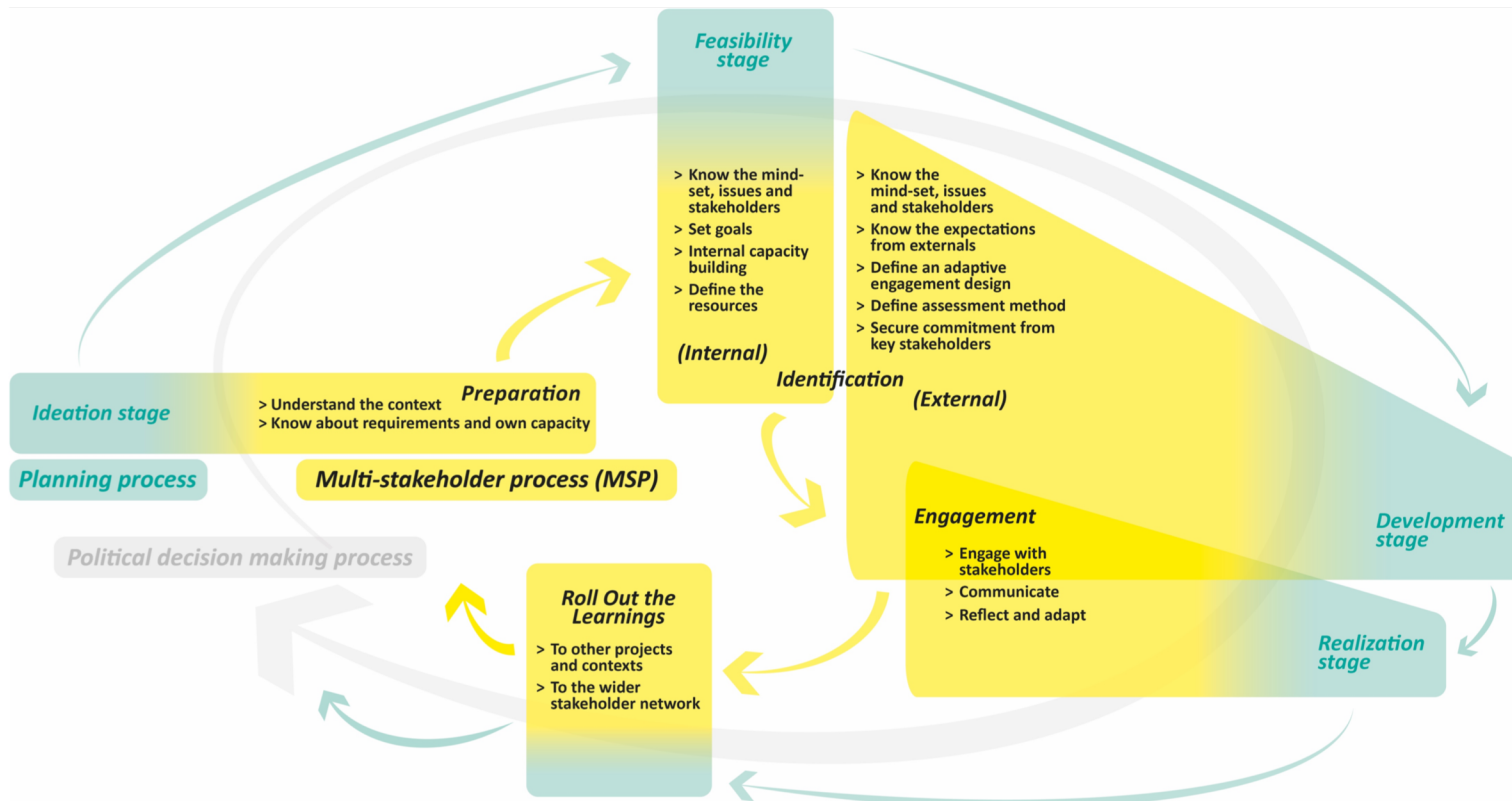 Feasibility
stage
> Know the mind-
set, issues and
stakeholders
> Set goals
> Internal capacity
building
> Define the
resources
(Internal)
> Know the
mind-set, issues
and stakeholders
> Know the expectations
from externals
> Define an adaptive
engagement design
> Define assessment method
> Secure commitment from
key stakeholders
Identification
(External)
Ideation stage
Preparation
> Understand the context
> Know about requirements and own capacity
Planning process
Multi-stakeholder process (MSP)
Political decision making process
Engagement
> Engage with
stakeholders
> Communicate
> Reflect and adapt
Development
stage
Realization
stage
Roll Out the
Learnings
> To other projects
and contexts
> To the wider
stakeholder network